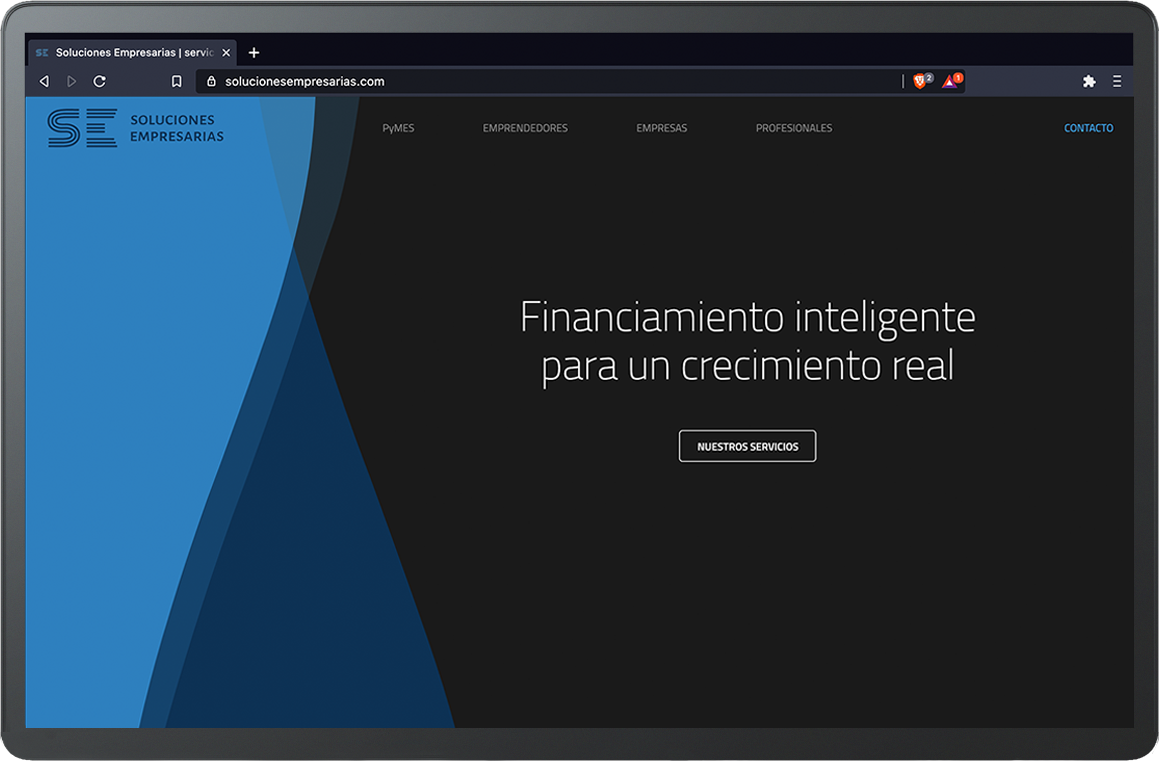 SE Soluciones Empresarias | servic
solucionesempresarias.com
2
1
SE SOLUCIONES
EMPRESARIAS
PyMES EMPRENDEDORES EMPRESAS PROFESIONALES CONTACTO
Financiamiento inteligente
para un crecimiento real
NUESTROS SERVICIOS